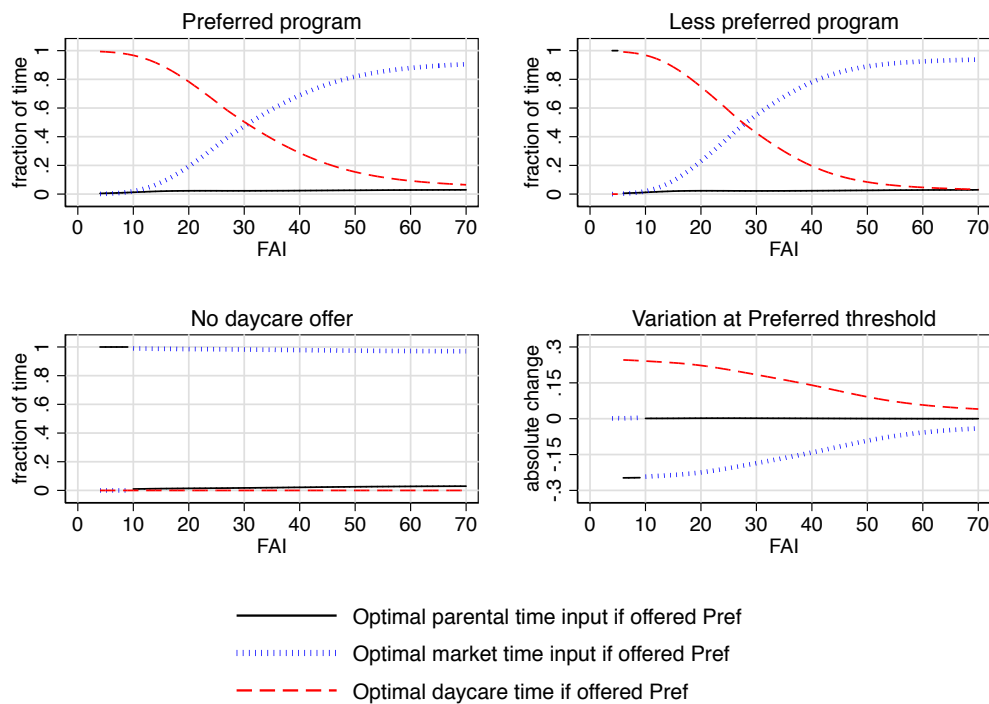 Preferred program
fraction of time
0 .2 .4 .6 .8 1
0 10 20 30 40 50 60 70
FAI
Less preferred program
fraction of time
0 .2 .4 .6 .8 1
0 10 20 30 40 50 60 70
FAI
No daycare offer
fraction of time
0 .2 .4 .6 .8 1
0 10 20 30 40 50 60 70
FAI
Variation at Preferred threshold
absolute change
-.3 -.15 0 .15 .3
0 10 20 30 40 50 60 70
FAI
Optimal parental time input if offered Pref
Optimal market time input if offered Pref
Optimal daycare time if offered Pref